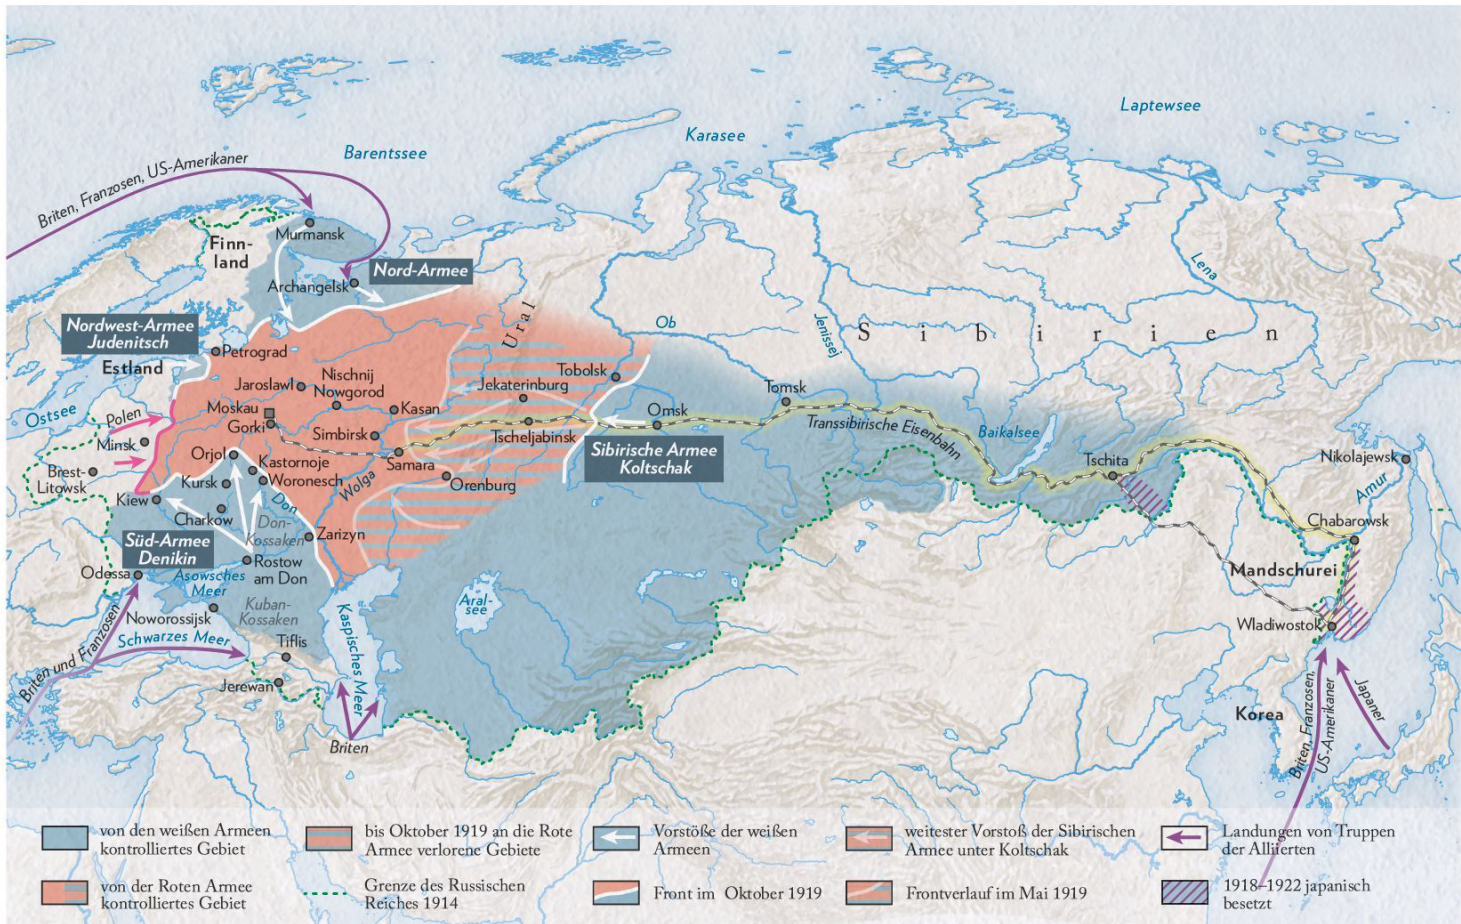 Laptewsee
Karasee
Barentssee
Briten, Franzosen, US-Amerikaner
Murmansk
Finn-
land
Nord-Armee
Archangelsk
Lena
Ural
Ob
Jenissej
Sibirien
Nordwest-Armee
Judenitsch
Petrograd
Estland
Tobolsk
Jaroslawl
Nischnij
Nowgorod
Jekaterinburg
Tomsk
Ostsee
Polen
Moskau
Gorki
Kasan
Omsk
Transsibirische Eisenbahn
Simbirsk
Tscheljabinsk
Baikalsee
Minsk
Sibirische Armee
Koltschak
Orjol
Kastornoje
Samara
Nikolajewsk
Tschita
Brest-
Litowsk
Kursk
Woronesch
Wolga
Orenburg
Amur
Kiew
Don
Charkow
Don-
Kossaken
Chabarowsk
Süd-Armee
Denikin
Zarizyn
Rostow
am Don
Mandschurei
Odessa
Asowsches
Meer
Kuban-
Kossaken
Aral-
see
Noworossijsk
Kaspisches Meer
Wladiwostok
Schwarzes Meer
Tiflis
Briten und Franzosen
Jerewan
Korea
Briten, Franzosen,
US-Amerikaner
Japaner
Briten
von den weißen Armeen
kontrolliertes Gebiet
bis Oktober 1919 an die Rote
Armee verlorene Gebiete
Vorstöße der weißen
Armeen
weitester Vorstoß der Sibirischen
Armee unter Koltschak
Landungen von Truppen
der Alliierten
von der Roten Armee
kontrolliertes Gebiet
Grenze des Russischen
Reiches 1914
Front im Oktober 1919
Frontverlauf im Mai 1919
1918–1922 japanisch
besetzt